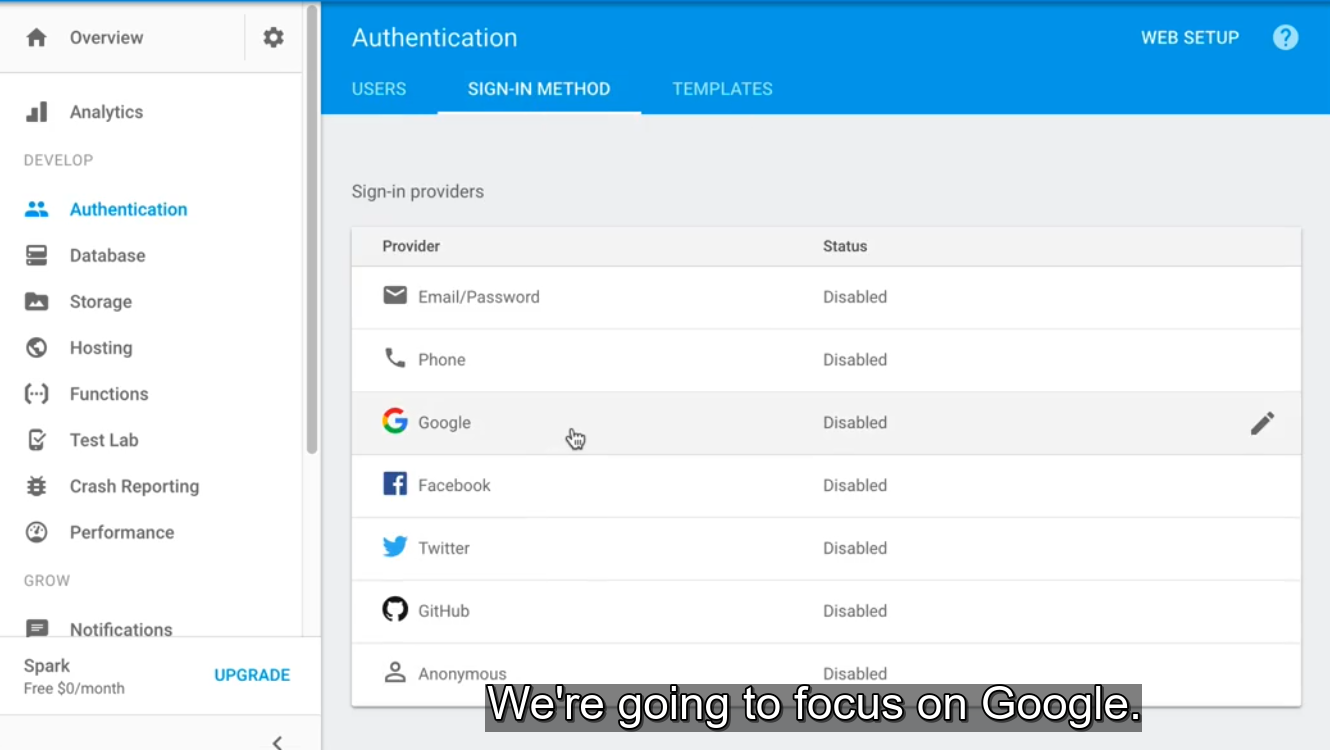 Overview
Analytics
DEVELOP
Authentication
Database
Storage
Hosting
Functions
Test Lab
Crash Reporting
Performance
GROW
Notifications
Spark
Free $0/month
UPGRADE
Authentication
WEB SETUP
?
USERS SIGN-IN METHOD TEMPLATES
Sign-in providers
Provider Status
Email/Password Disabled
Phone Disabled
Google Disabled
Facebook Disabled
Twitter Disabled
GitHub Disabled
Anonymous Disabled
We're going to focus on Google.